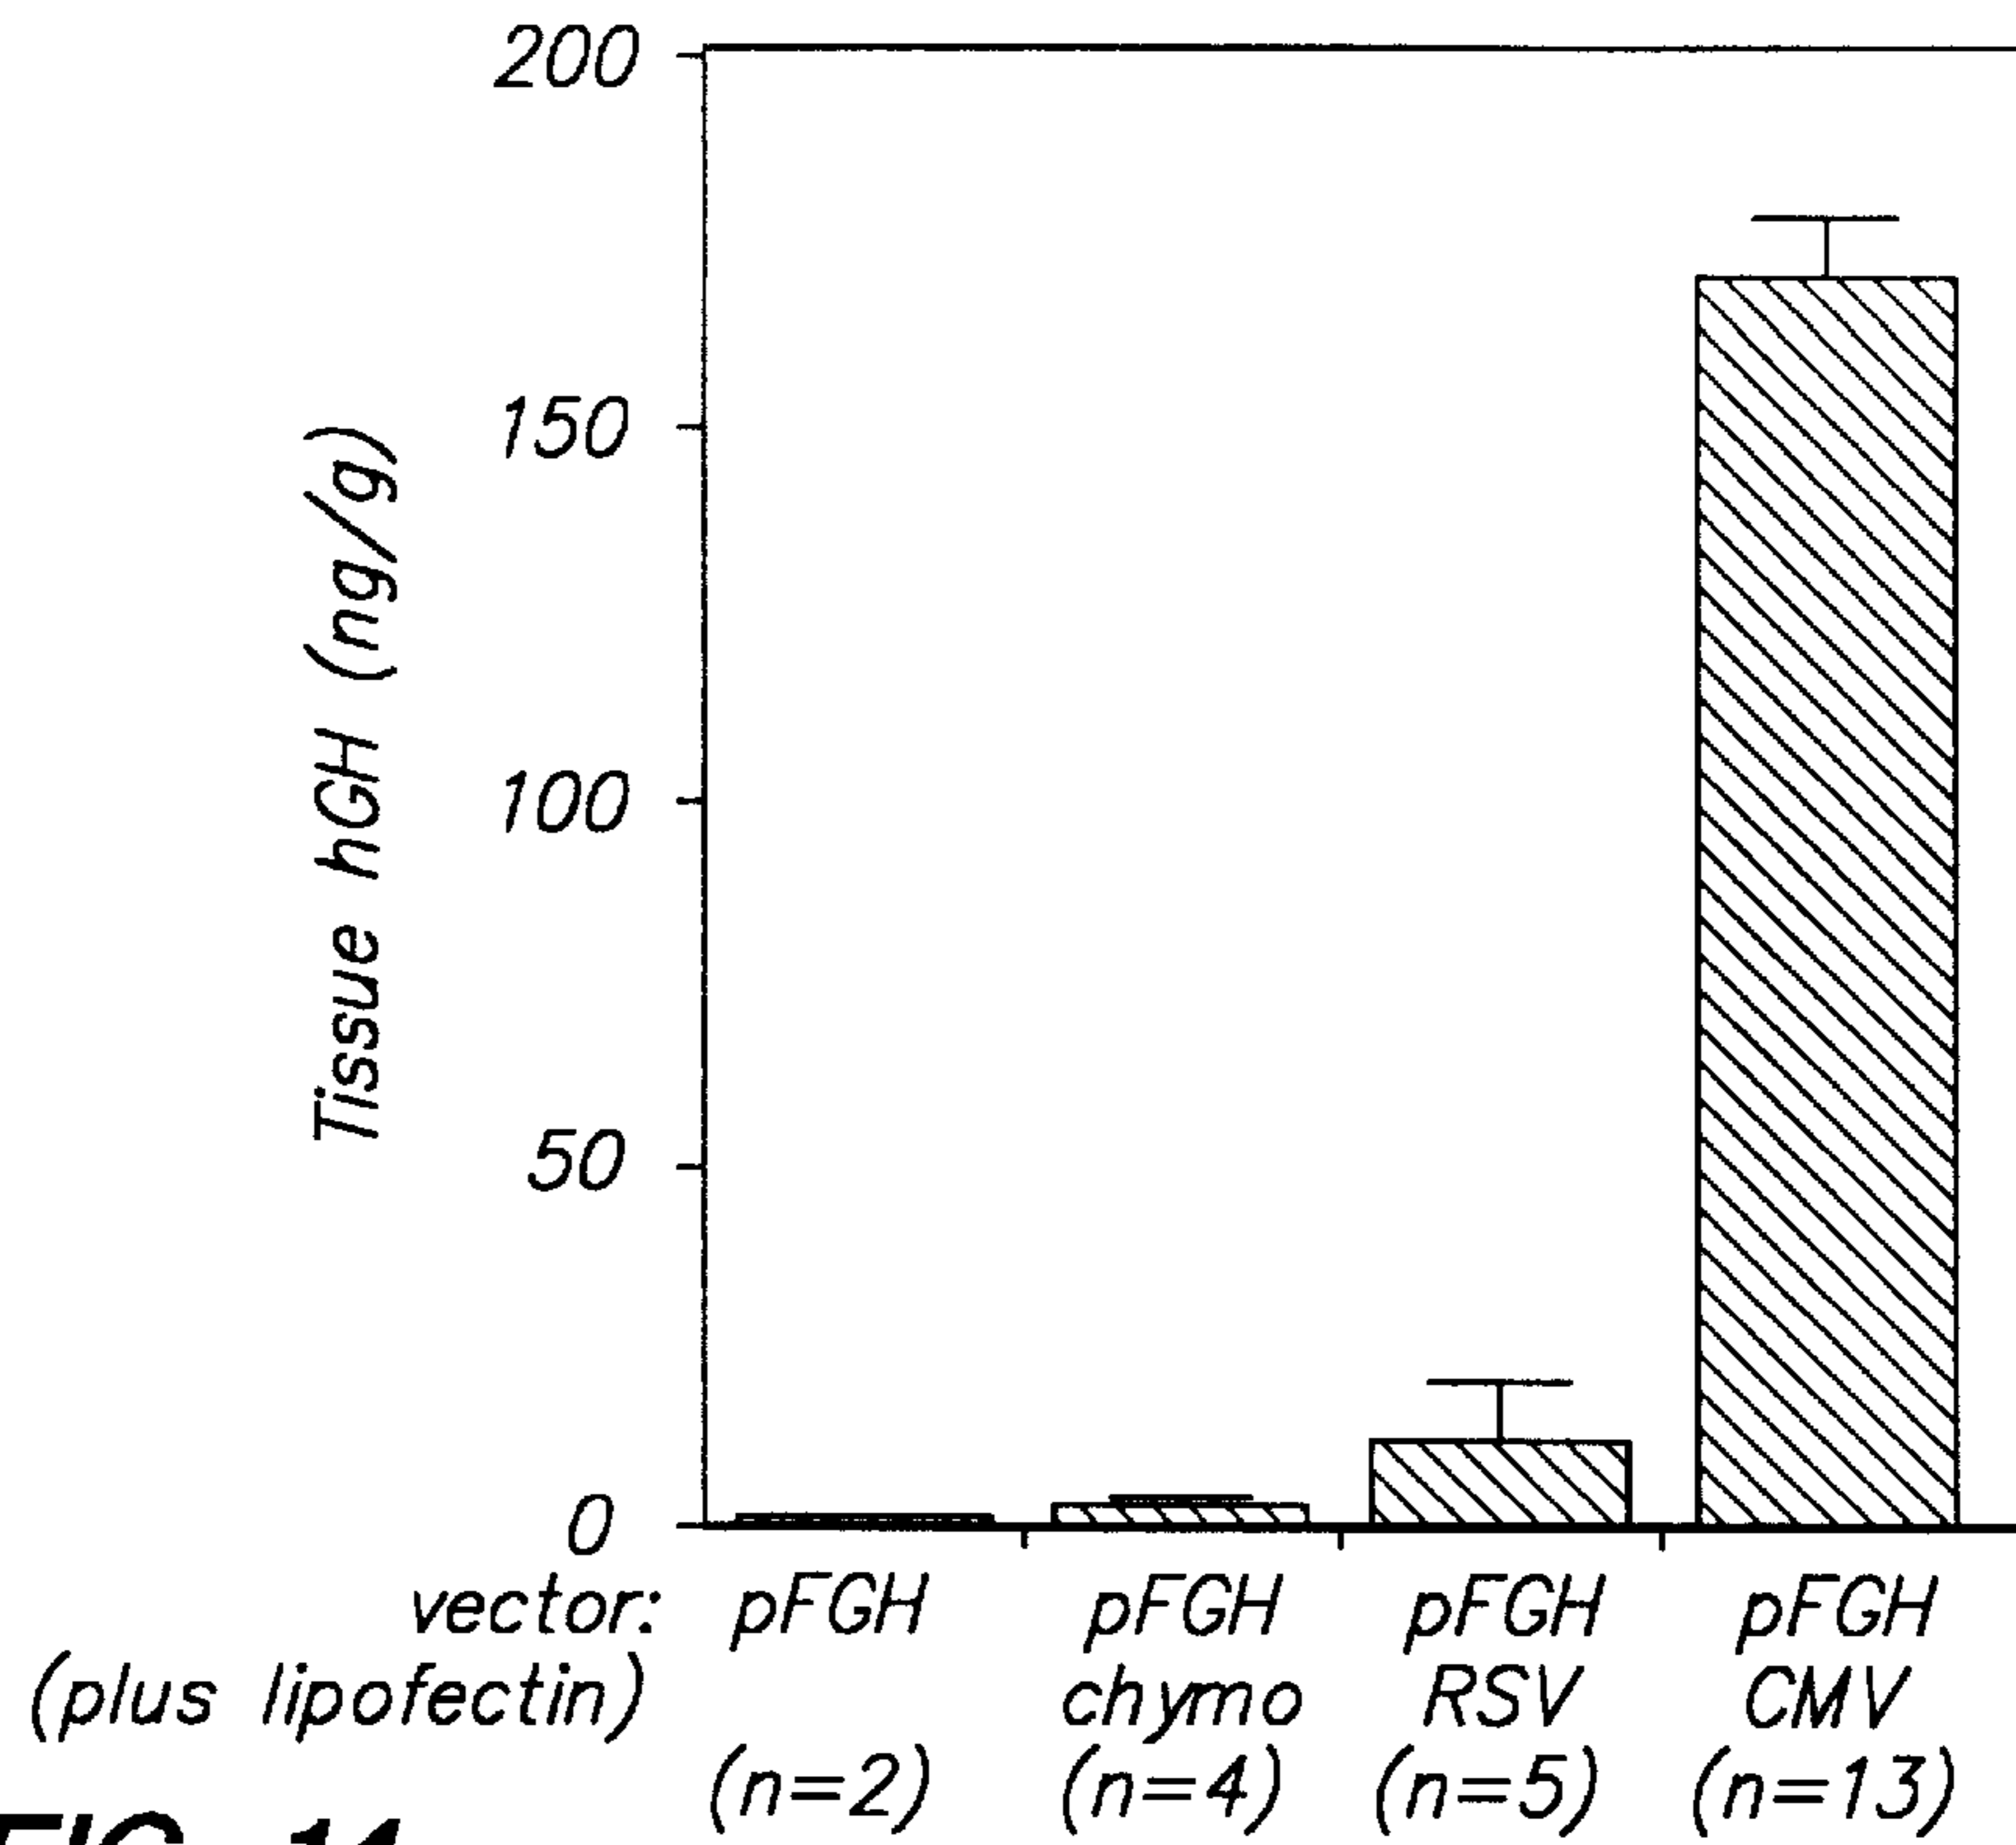 200
150
100
50
0
Tissue hGH (ng/g)
vector: pFGH pFGH pFGH pFGH
(plus lipofectin) chymo RSV CMV
(n=2) (n=4) (n=5) (n=13)